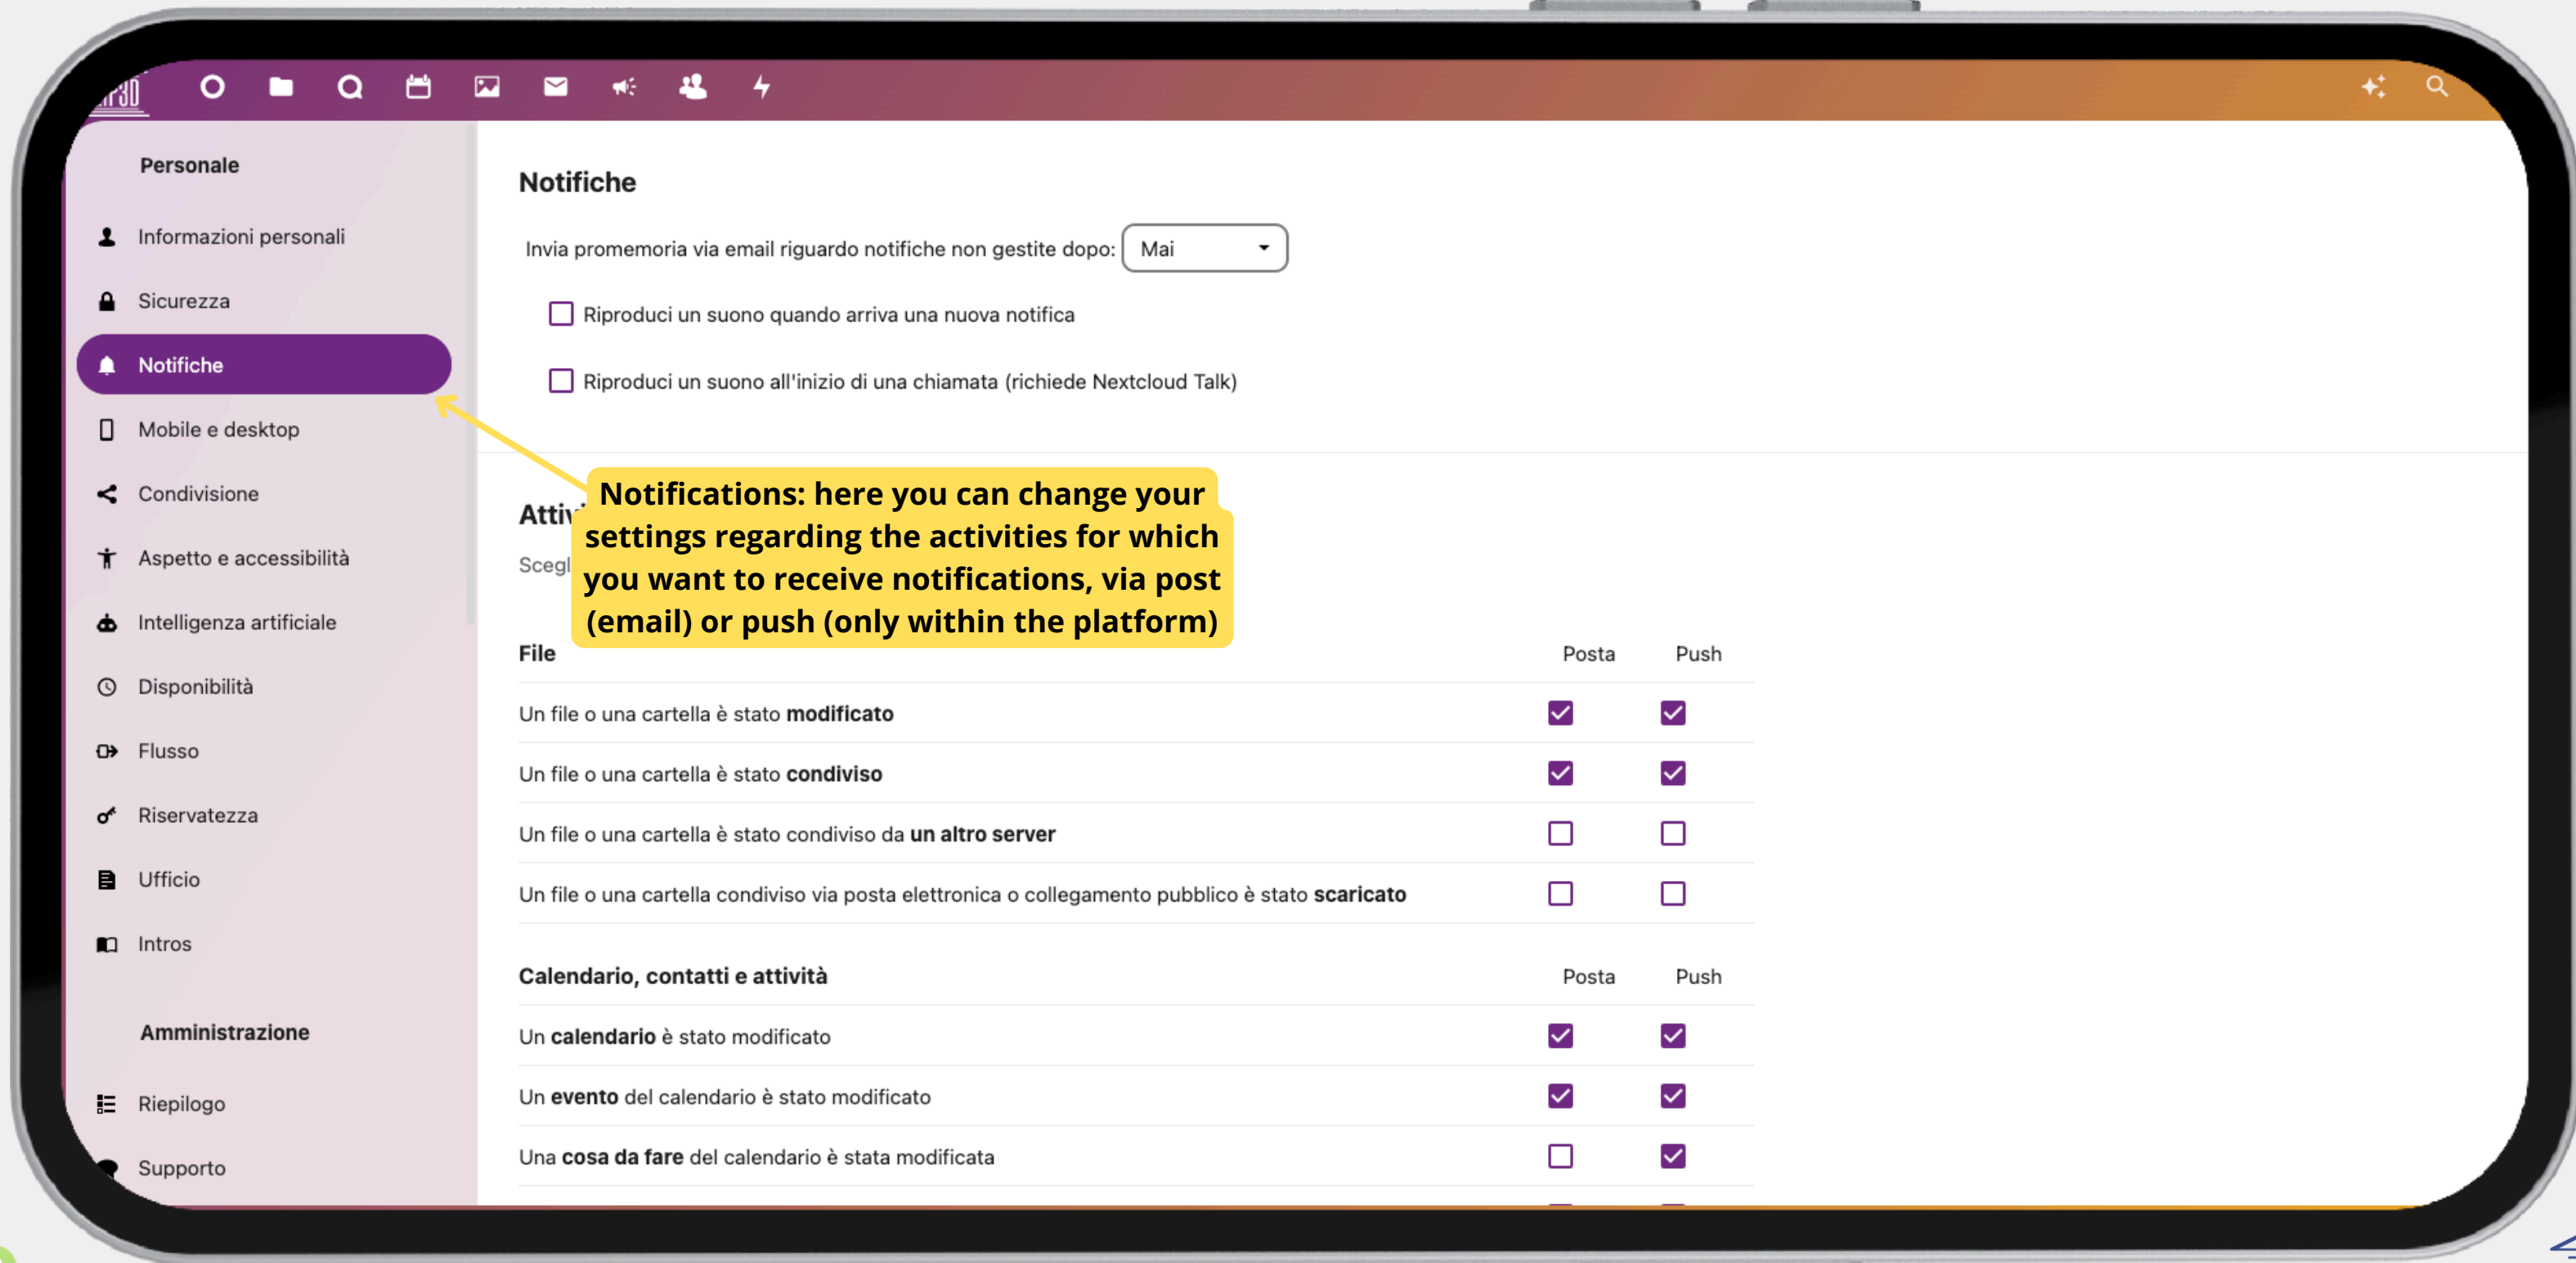 Personale
Informazioni personali
Sicurezza
Notifiche
Mobile e desktop
Condivisione
Aspetto e accessibilità
Intelligenza artificiale
Disponibilità
Flusso
Riservatezza
Ufficio
Intros
Amministrazione
Riepilogo
Supporto
Notifiche
Invia promemoria via email riguardo notifiche non gestite dopo: Mai
Riproduci un suono quando arriva una nuova notifica
Riproduci un suono all'inizio di una chiamata (richiede Nextcloud Talk)
Notifications: here you can change your
settings regarding the activities for which
you want to receive notifications, via post
(email) or push (only within the platform)
File Posta Push
Un file o una cartella è stato modificato
Un file o una cartella è stato condiviso
Un file o una cartella è stato condiviso da un altro server
Un file o una cartella condiviso via posta elettronica o collegamento pubblico è stato scaricato
Calendario, contatti e attività Posta Push
Un calendario è stato modificato
Un evento del calendario è stato modificato
Una cosa da fare del calendario è stata modificata